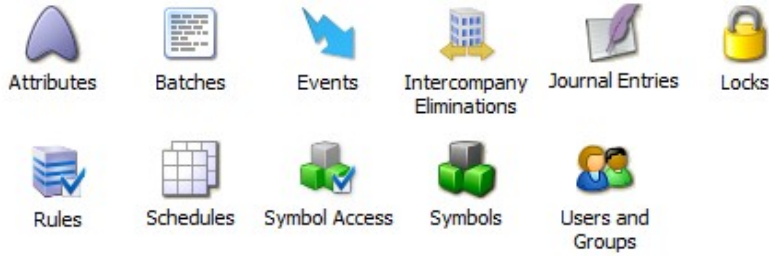 Attributes
Batches
Events
Intercompany
Eliminations
Journal Entries
Locks
Rules
Schedules
Symbol Access
Symbols
Users and
Groups